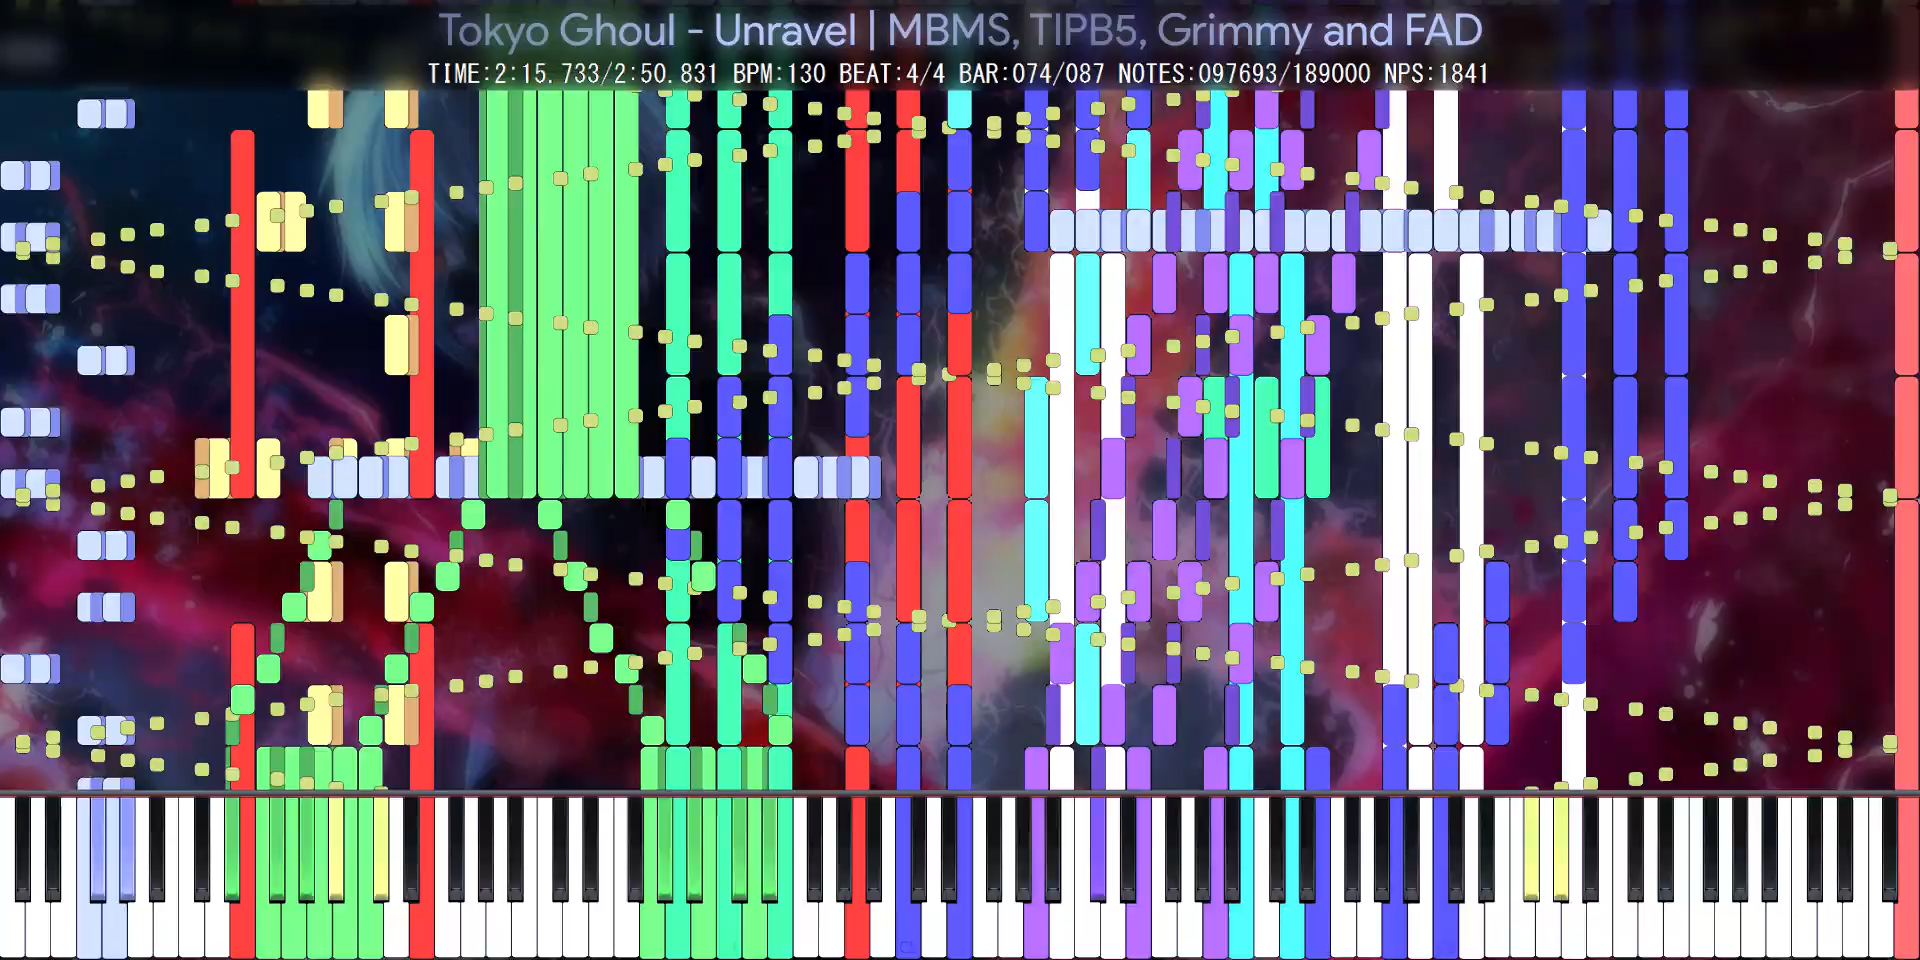 Tokyo Ghoul - Unravel | MBMS, TIPB5, Grimmy and FAD
TIME:2:15.733/2:50.831 BPM:130 BEAT:4/4 BAR:074/087 NOTES:097693/189000 NPS:1841